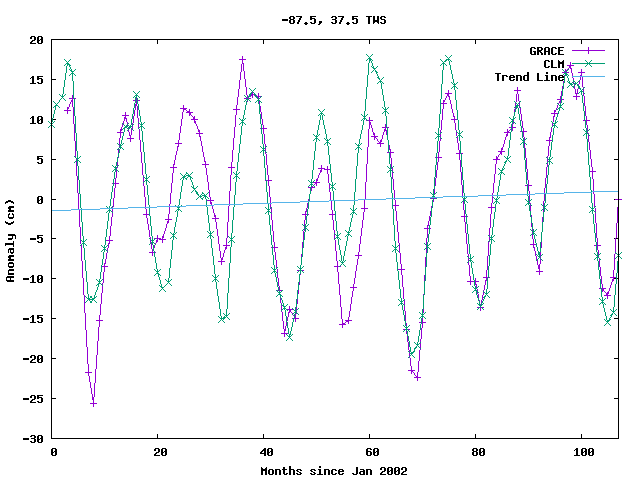 -87.5, 37.5 TWS
GRACE
CLM
Trend Line
20
15
10
5
0
-5
-10
-15
-20
-25
-30
Anomaly (cm)
0 20 40 60 80 100
Months since Jan 2002